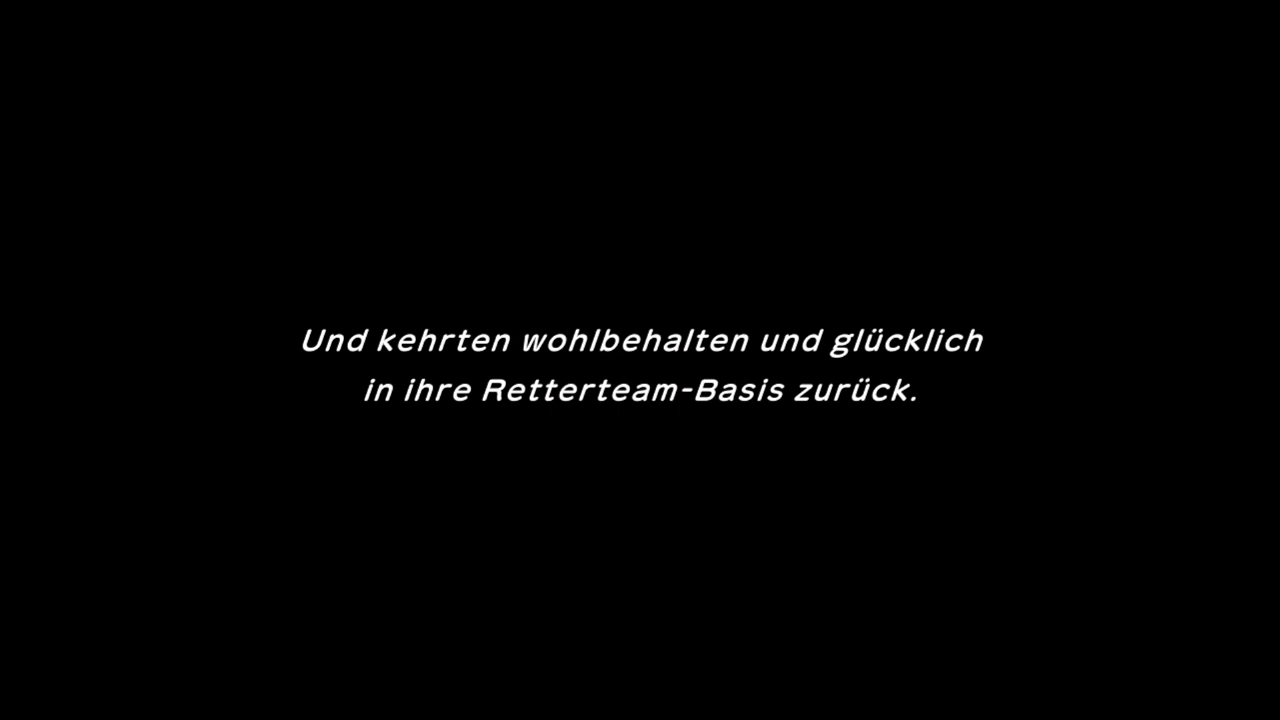 Und kehrten wohlbehalten und glücklich
in ihre Retterteam-Basis zurück.